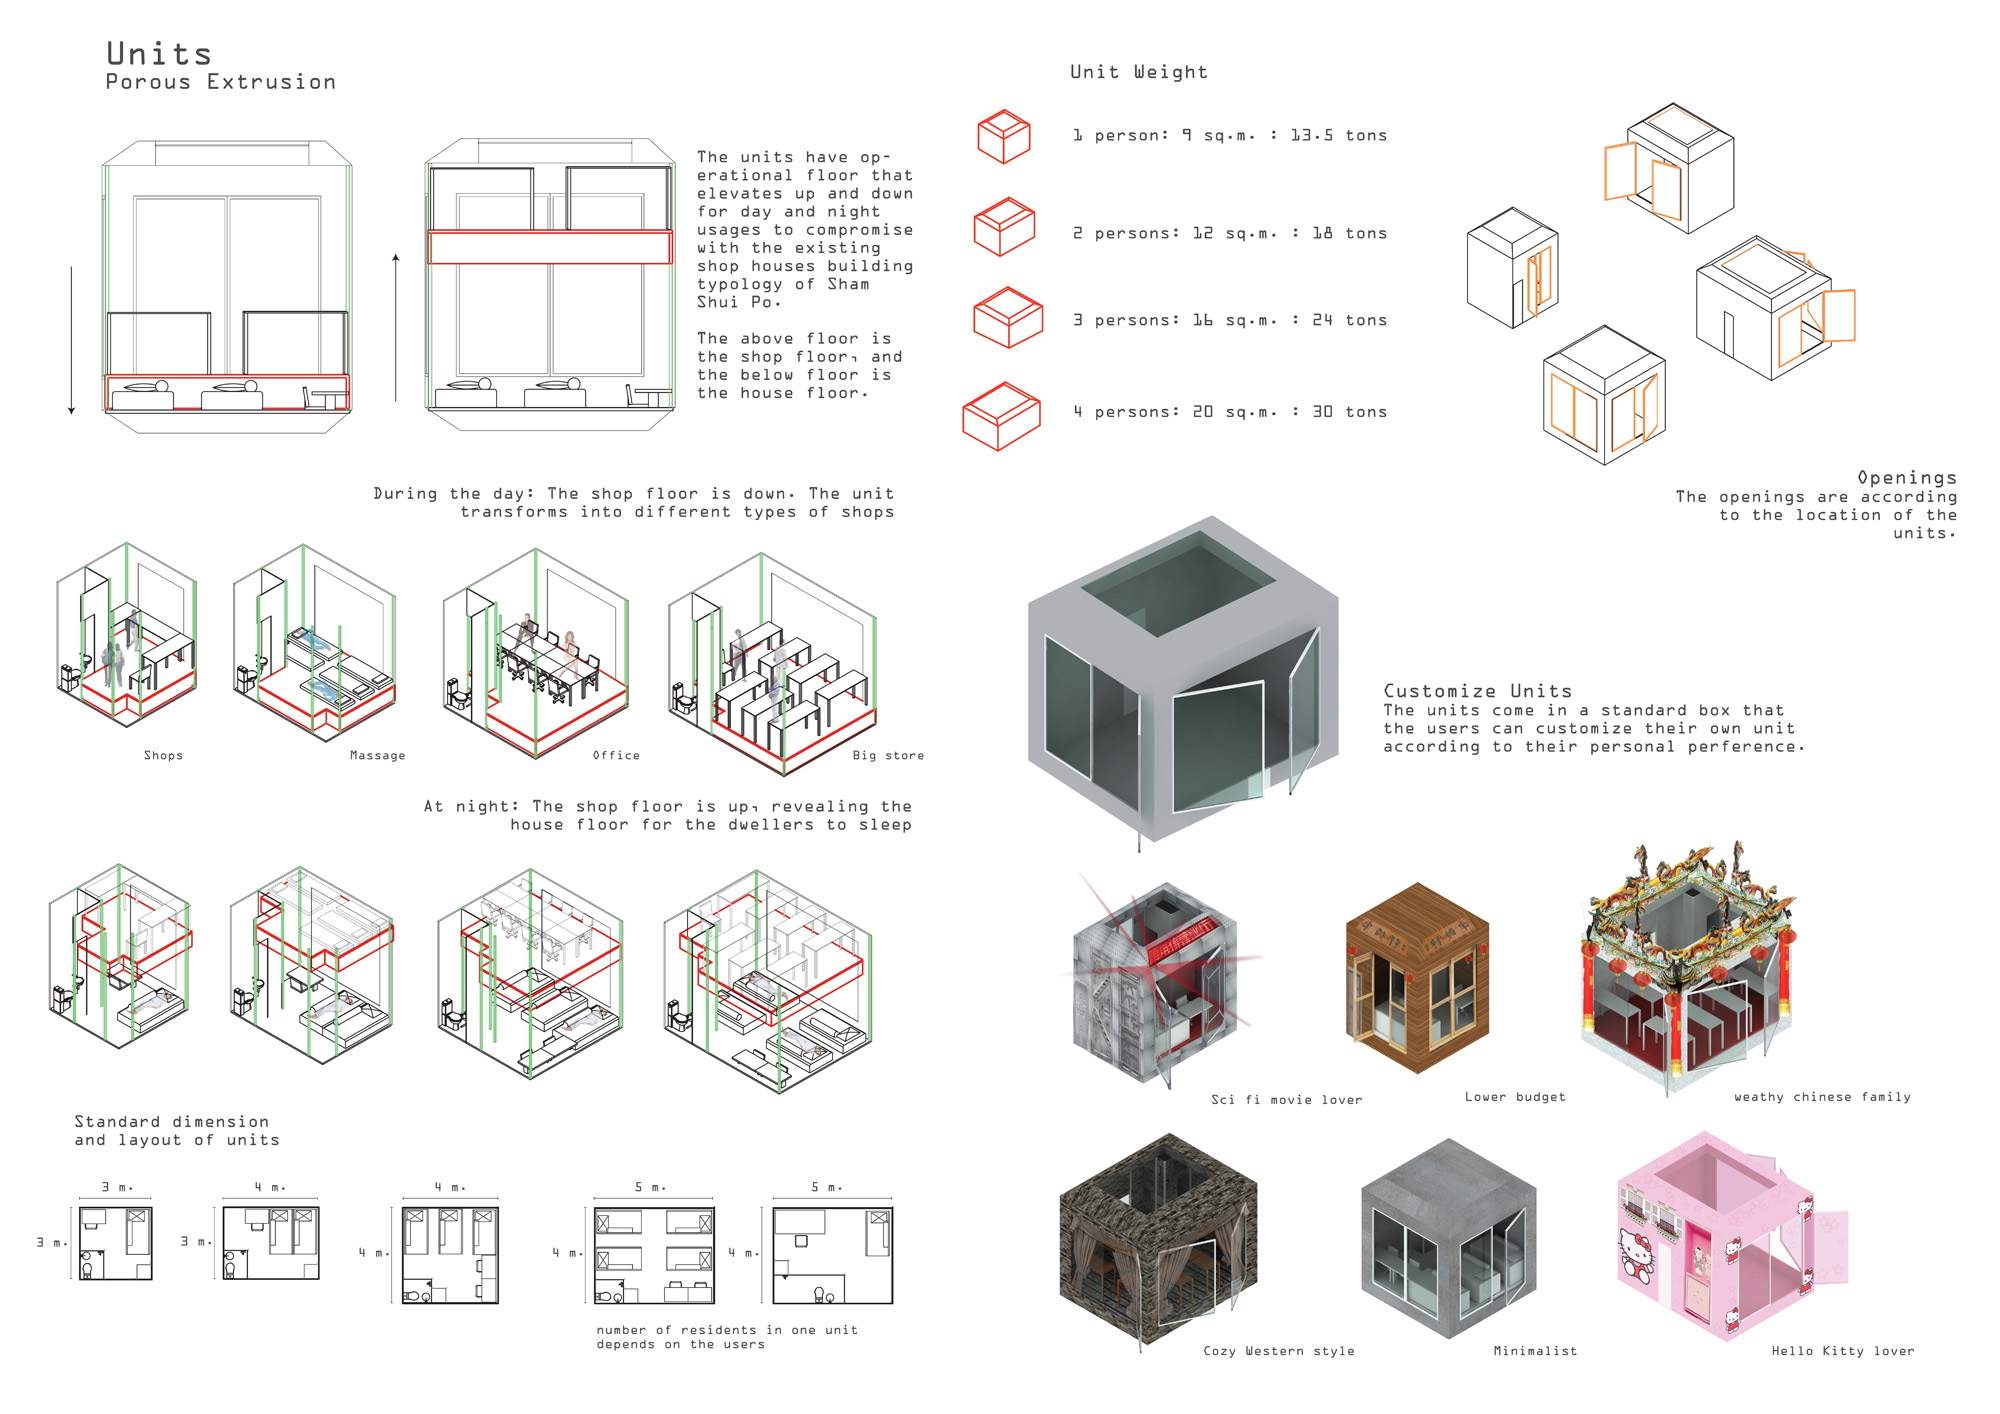 Units
Porous Extrusion
The units have op-
erational floor that
elevates up and down
for day and night
usages to compromise
with the existing
shop houses building
typology of Sham
Shui Po.
The above floor is
the shop floor, and
the below floor is
the house floor.
During the day: The shop floor is down. The unit
transforms into different types of shops
Shops
Massage
Office
Big store
At night: The shop floor is up, revealing the
house floor for the dwellers to sleep
Standard dimension
and layout of units
3 m.
4 m.
4 m.
5 m.
5 m.
3 m.
3 m.
4 m.
4 m.
4 m.
number of residents in one unit
depends on the users
Unit Weight
1 person: 9 sq.m. : 13.5 tons
2 persons: 12 sq.m. : 18 tons
3 persons: 16 sq.m. : 24 tons
4 persons: 20 sq.m. : 30 tons
Openings
The openings are according
to the location of the
units.
Customize Units
The units come in a standard box that
the users can customize their own unit
according to their personal perference.
Sci fi movie lover
Lower budget
weathy chinese family
Cozy Western style
Minimalist
Hello Kitty lover